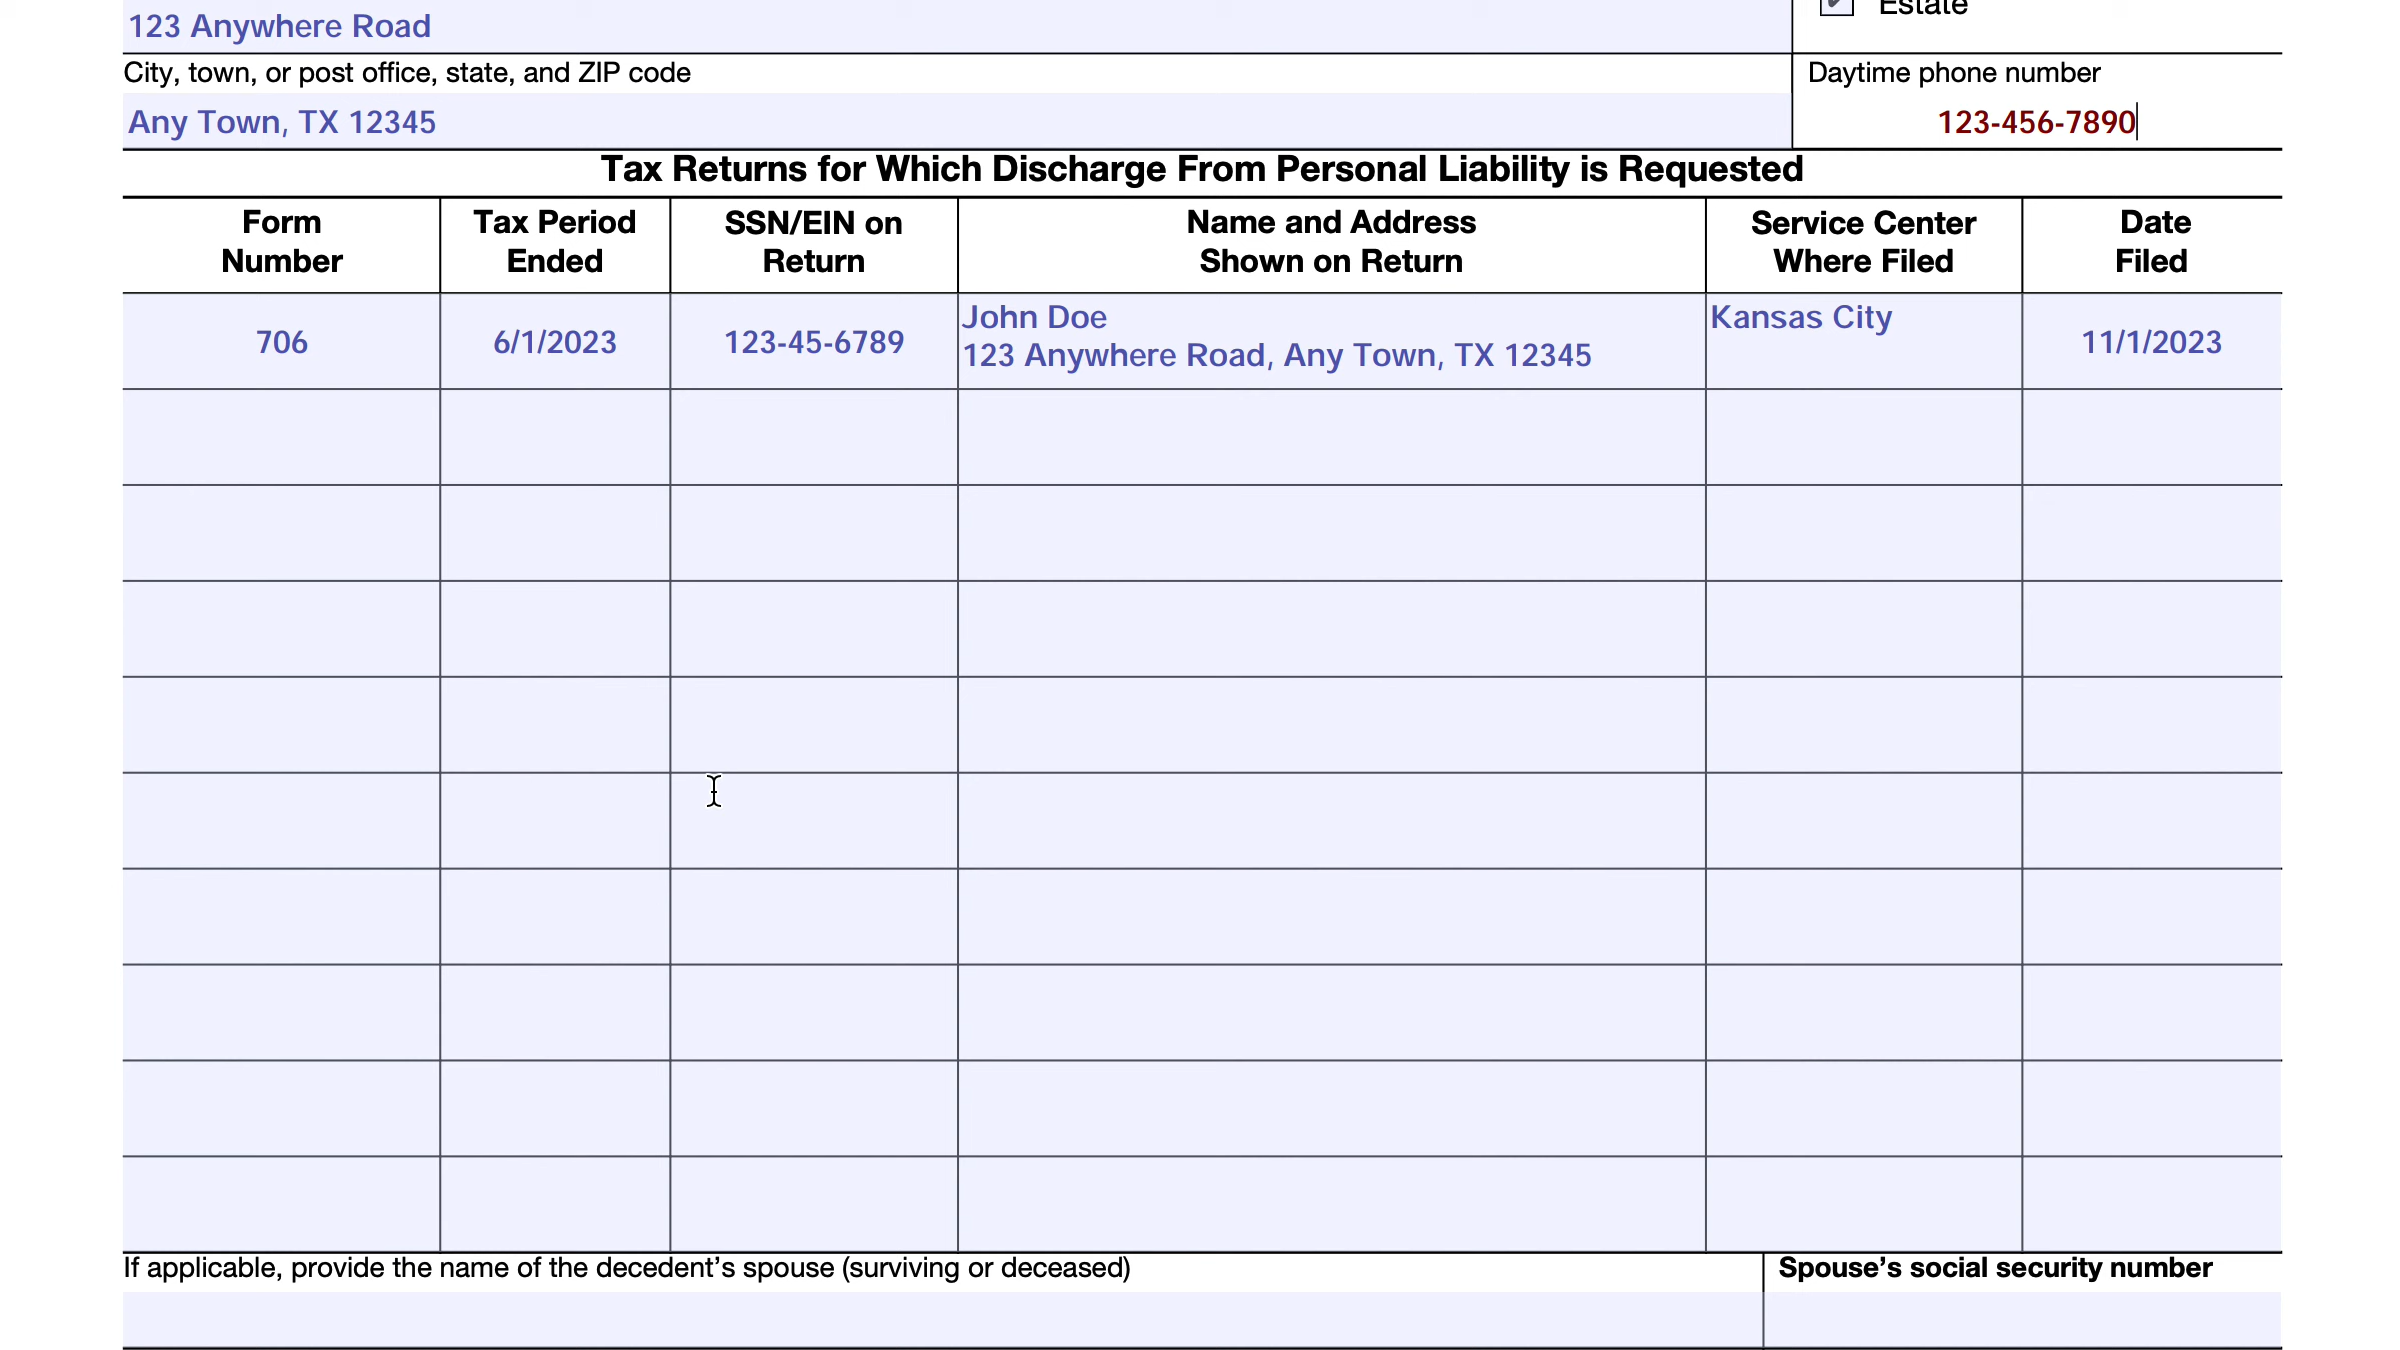 123 Anywhere Road
Estate
City, town, or post office, state, and ZIP code
Daytime phone number
Any Town, TX 12345
123-456-7890
Tax Returns for Which Discharge From Personal Liability is Requested
Form
Number
Tax Period
Ended
SSN/EIN on
Return
Name and Address
Shown on Return
Service Center
Where Filed
Date
Filed
706
6/1/2023
123-45-6789
John Doe
123 Anywhere Road, Any Town, TX 12345
Kansas City
11/1/2023
If applicable, provide the name of the decedent’s spouse (surviving or deceased)
Spouse’s social security number